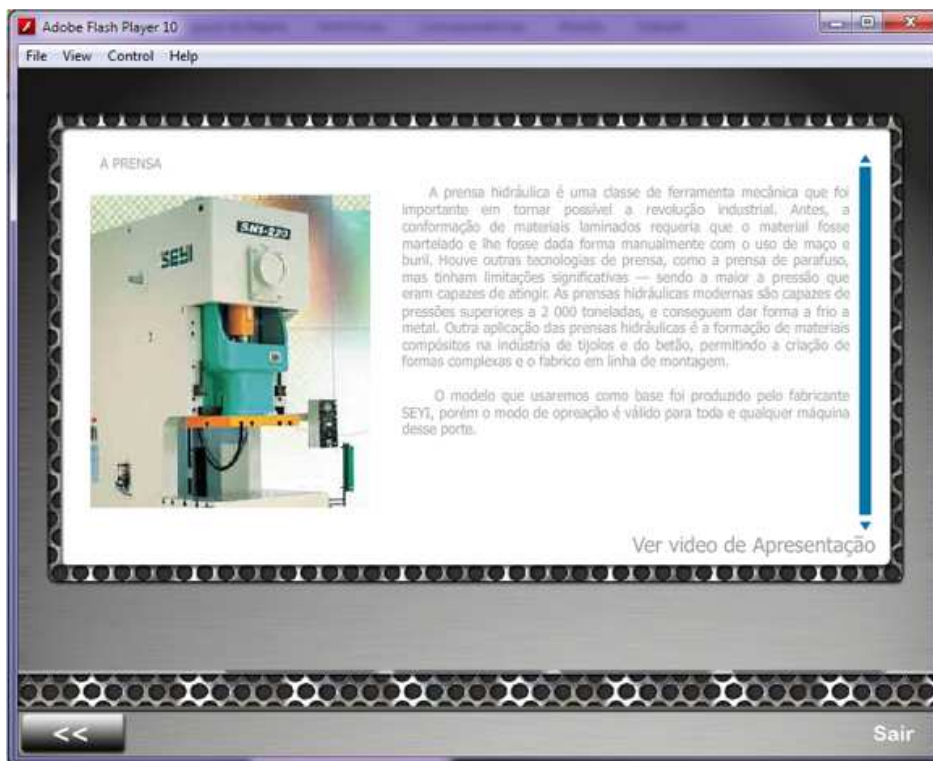 Adobe Flash Player 10
File View Control Help
A PRENSA
SN1-220
SEYI
A prensa hidráulica é uma classe de ferramenta mecânica que foi
importante em tornar possível a revolução industrial. Antes, a
conformação de materiais laminados requeria que o material fosse
martelado e lhe fosse dada forma manualmente com o uso de maço e
buril. Houve outras tecnologias de prensa, como a prensa de parafuso,
mas tinham limitações significativas — sendo a maior a pressão que
eram capazes de atingir. As prensas hidráulicas modernas são capazes de
pressões superiores a 2 000 toneladas, e conseguem dar forma a frio a
metal. Outra aplicação das prensas hidráulicas é a formação de materiais
compósitos na indústria de tijolos e do betão, permitindo a criação de
formas complexas e o fabrico em linha de montagem.
O modelo que usaremos como base foi produzido pelo fabricante
SEYI, porém o modo de opreação é válido para toda e qualquer máquina
desse porte.
Ver video de Apresentação
<<
Sair